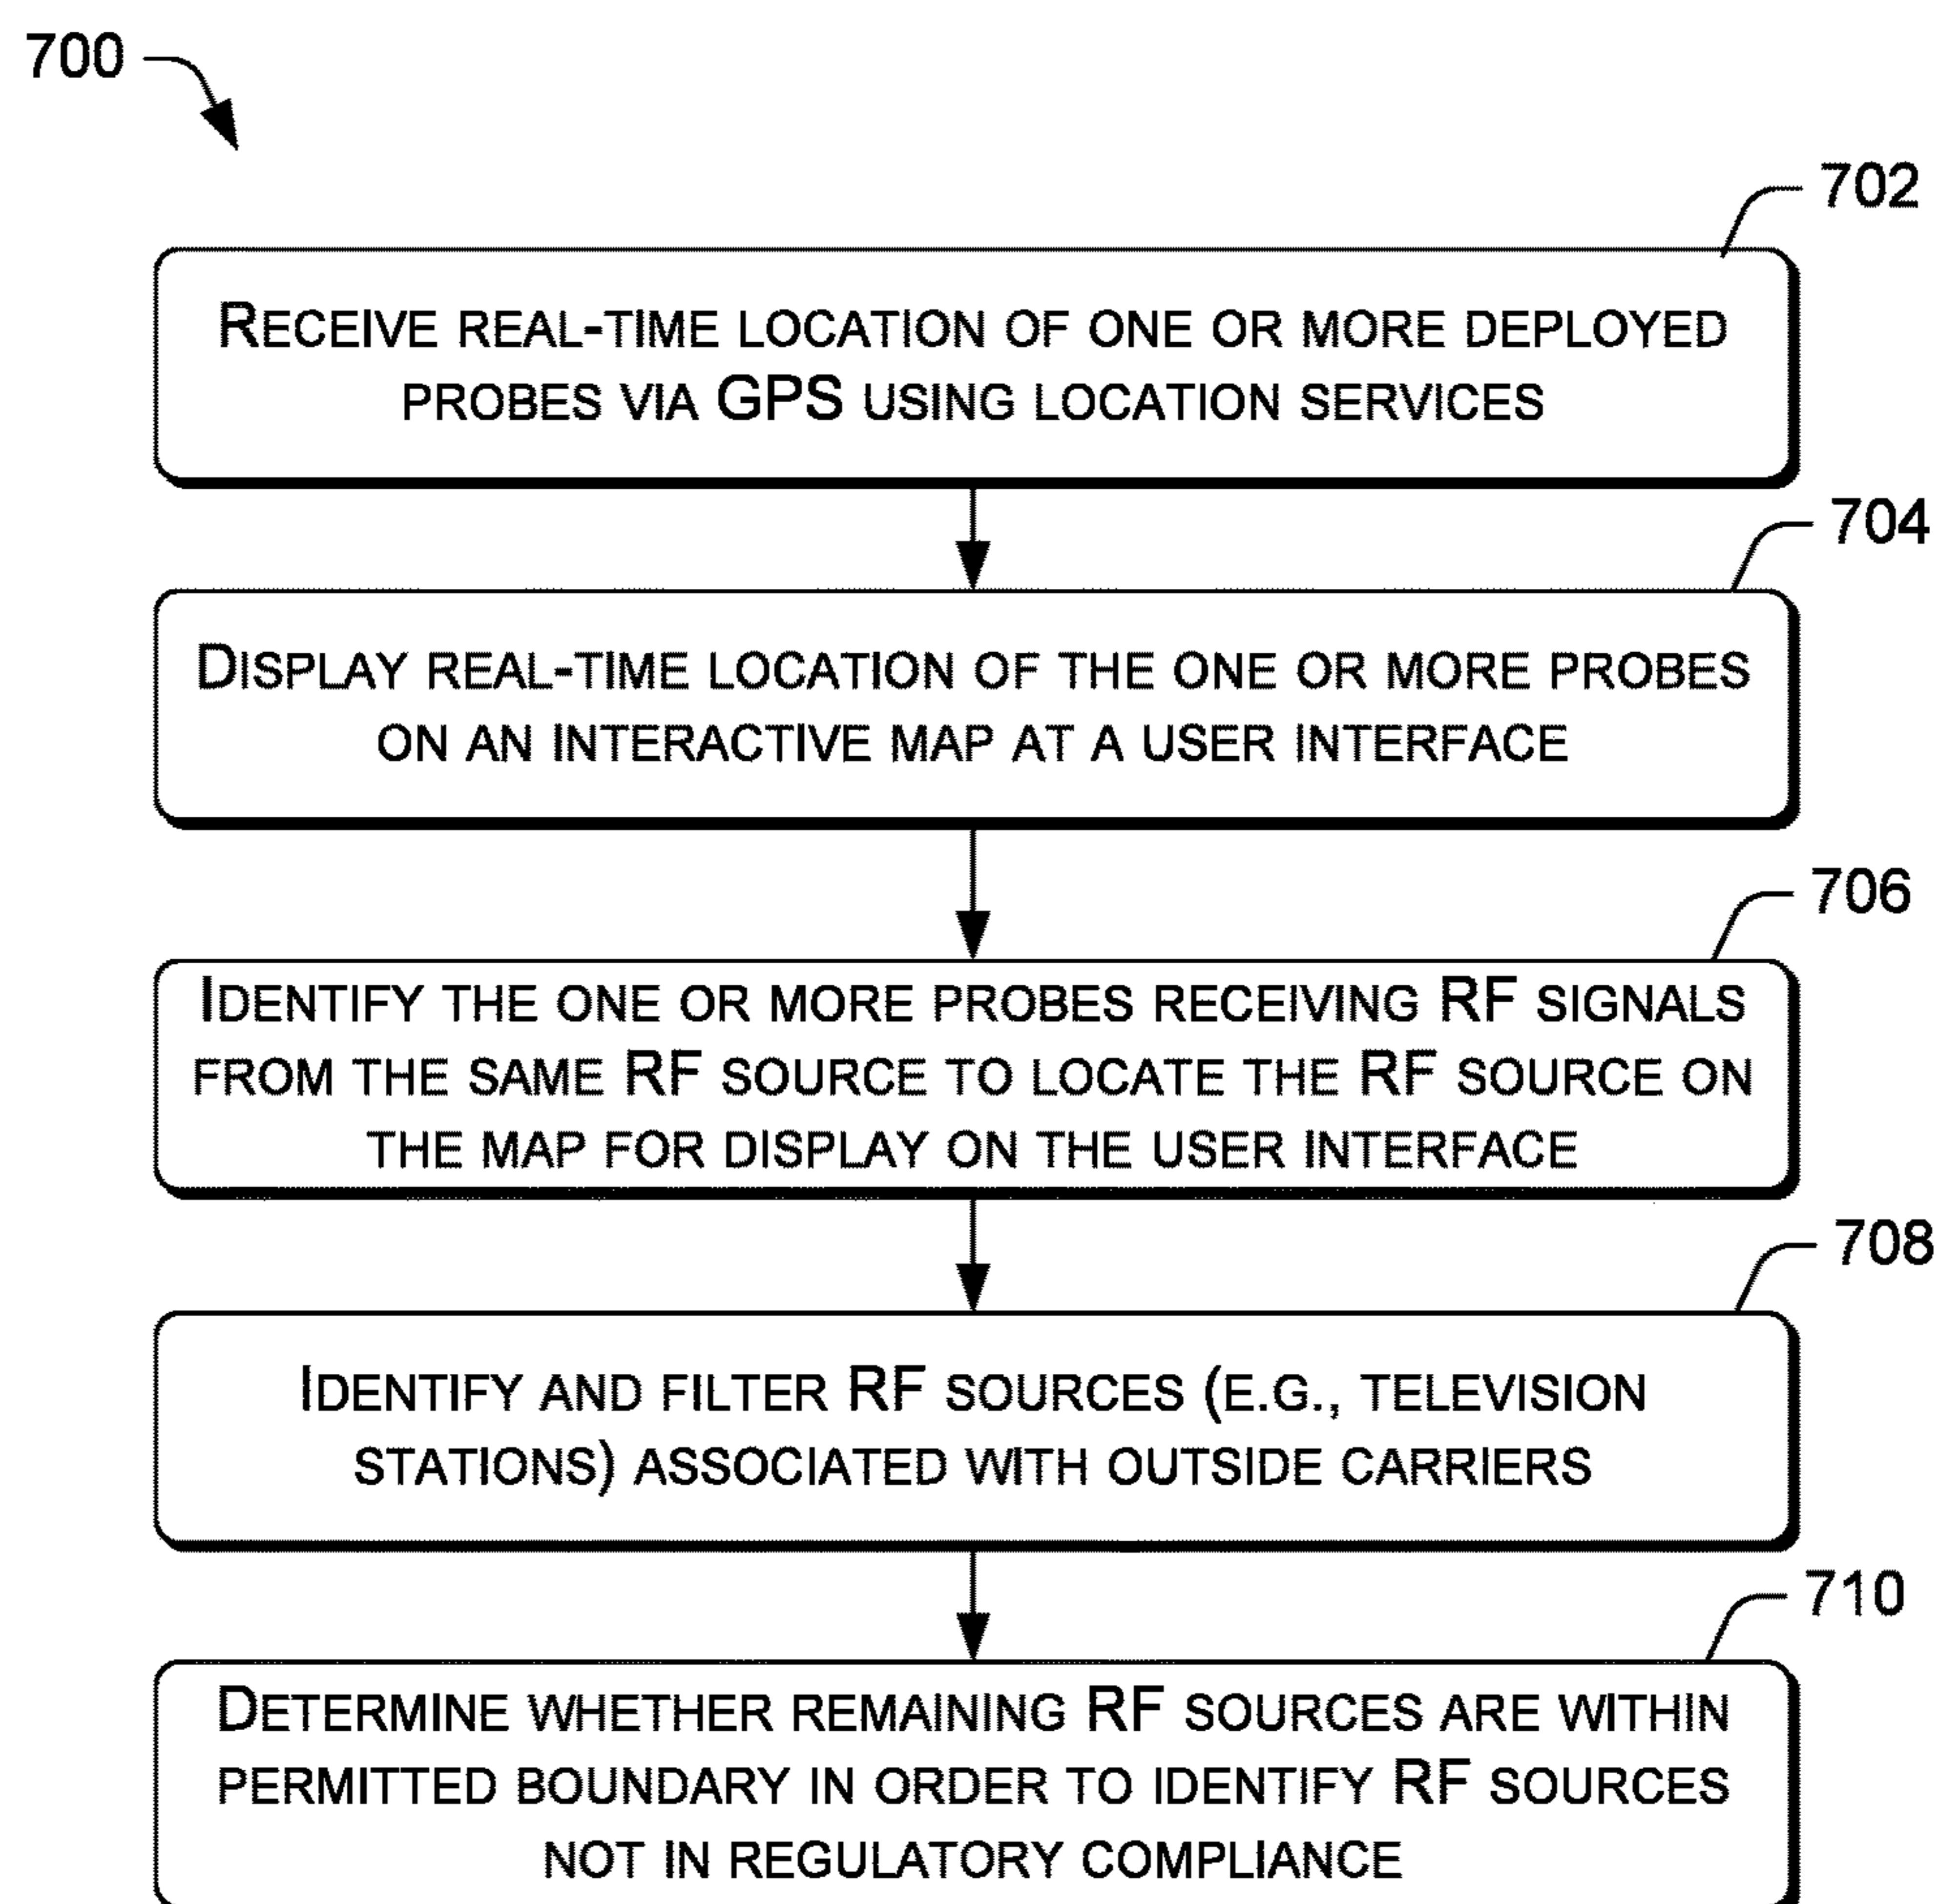 700
702
RECEIVE REAL-TIME LOCATION OF ONE OR MORE DEPLOYED
PROBES VIA GPS USING LOCATION SERVICES
704
DISPLAY REAL-TIME LOCATION OF THE ONE OR MORE PROBES
ON AN INTERACTIVE MAP AT A USER INTERFACE
706
IDENTIFY THE ONE OR MORE PROBES RECEIVING RF SIGNALS
FROM THE SAME RF SOURCE TO LOCATE THE RF SOURCE ON
THE MAP FOR DISPLAY ON THE USER INTERFACE
708
IDENTIFY AND FILTER RF SOURCES (E.G., TELEVISION
STATIONS) ASSOCIATED WITH OUTSIDE CARRIERS
710
DETERMINE WHETHER REMAINING RF SOURCES ARE WITHIN
PERMITTED BOUNDARY IN ORDER TO IDENTIFY RF SOURCES
NOT IN REGULATORY COMPLIANCE